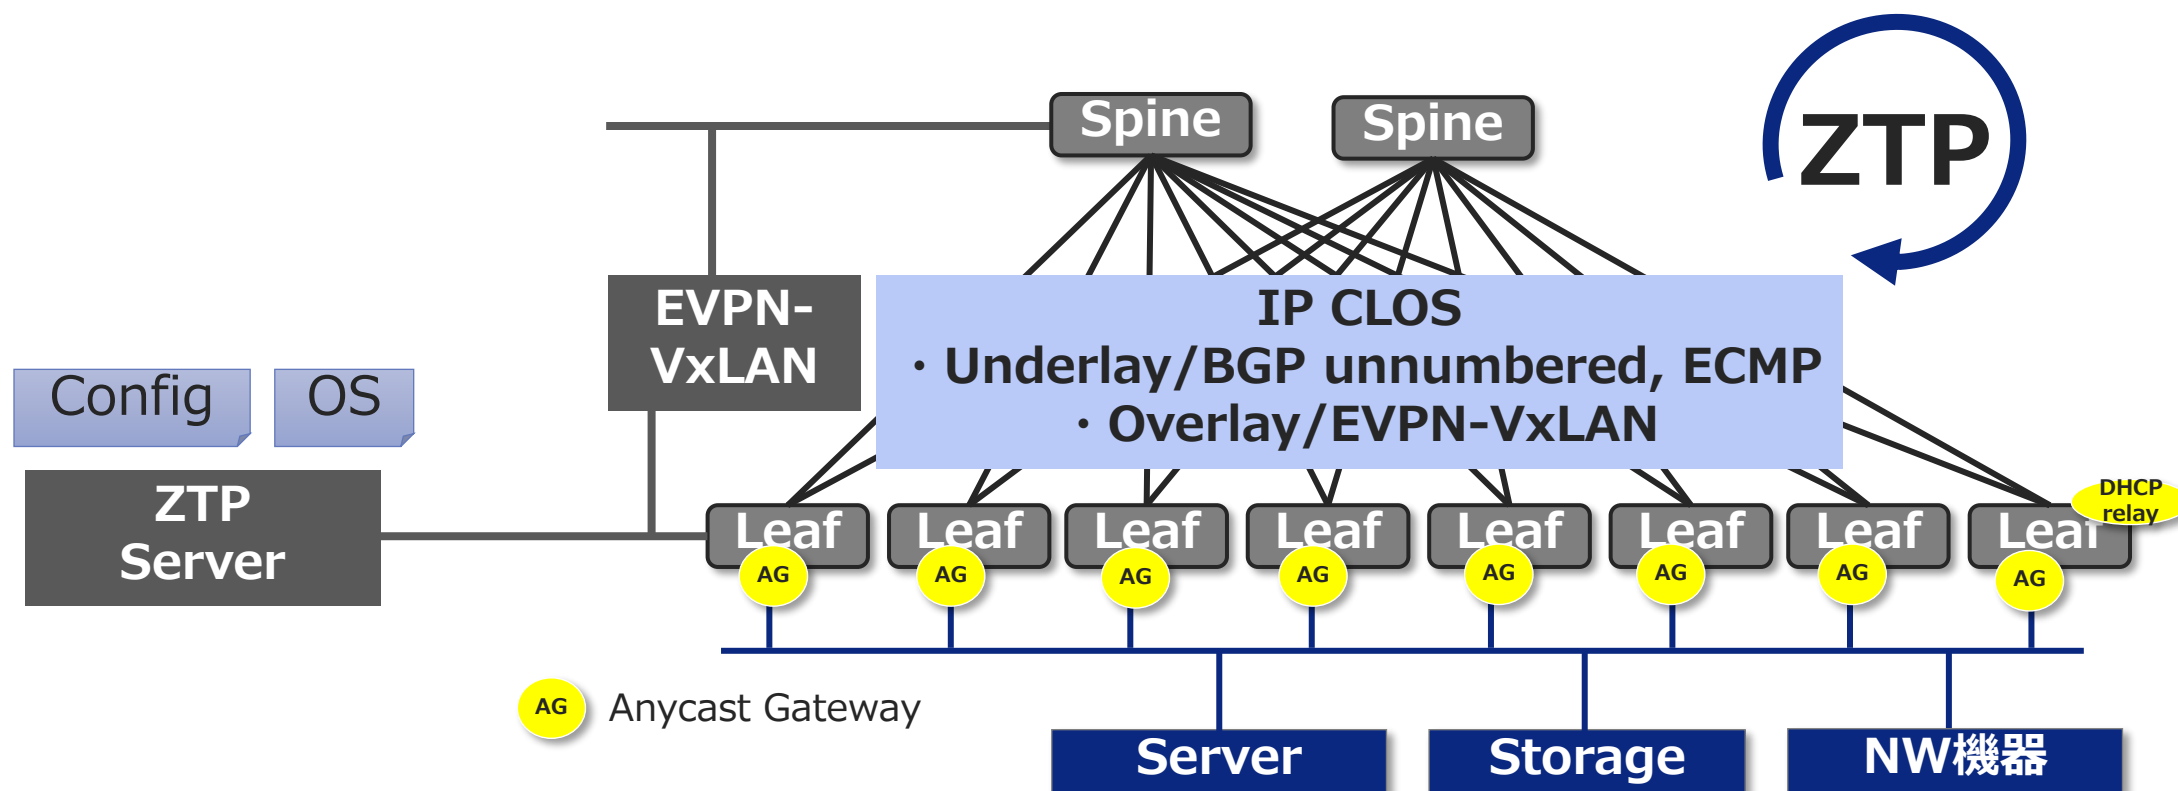 Spine
Spine
ZTP
EVPN-
VxLAN
IP CLOS
・Underlay/BGP unnumbered, ECMP
・Overlay/EVPN-VxLAN
Config
OS
ZTP
Server
Leaf
Leaf
Leaf
Leaf
Leaf
Leaf
Leaf
Leaf
DHCP
relay
AG
AG
AG
AG
AG
AG
AG
AG
AG
Anycast Gateway
Server
Storage
NW機器